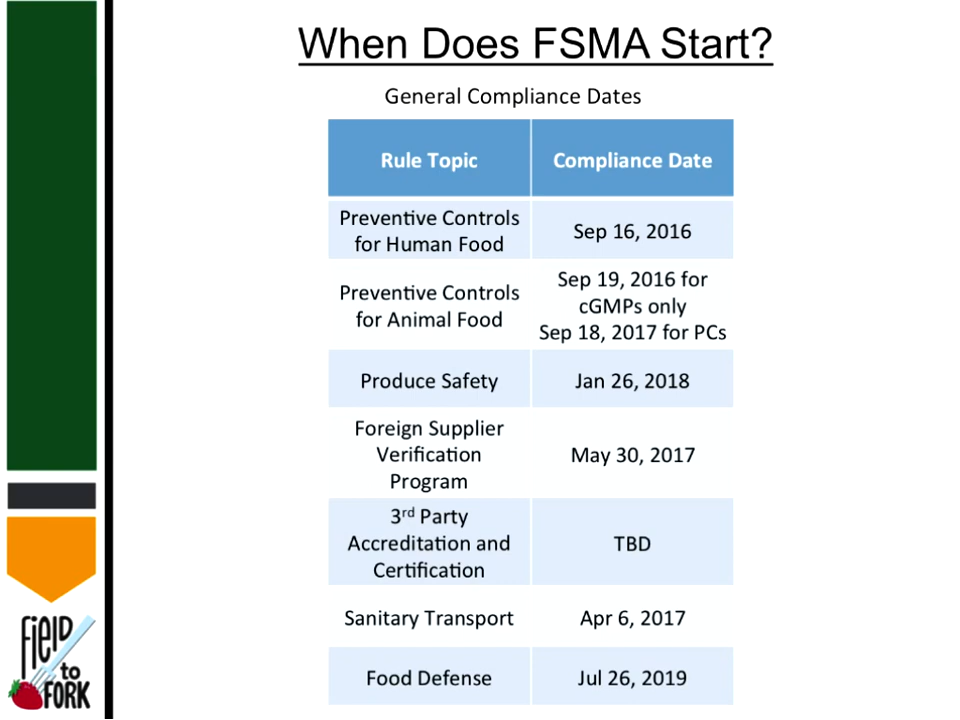 When Does FSMA Start?
General Compliance Dates
Rule Topic
Compliance Date
Preventive Controls
for Human Food
Sep 16, 2016
Preventive Controls
for Animal Food
Sep 19, 2016 for
cGMPs only
Sep 18, 2017 for PCs
Produce Safety
Jan 26, 2018
Foreign Supplier
Verification
Program
May 30, 2017
3rd Party
Accreditation and
Certification
TBD
Sanitary Transport
Apr 6, 2017
Food Defense
Jul 26, 2019
FielD
to
FORK